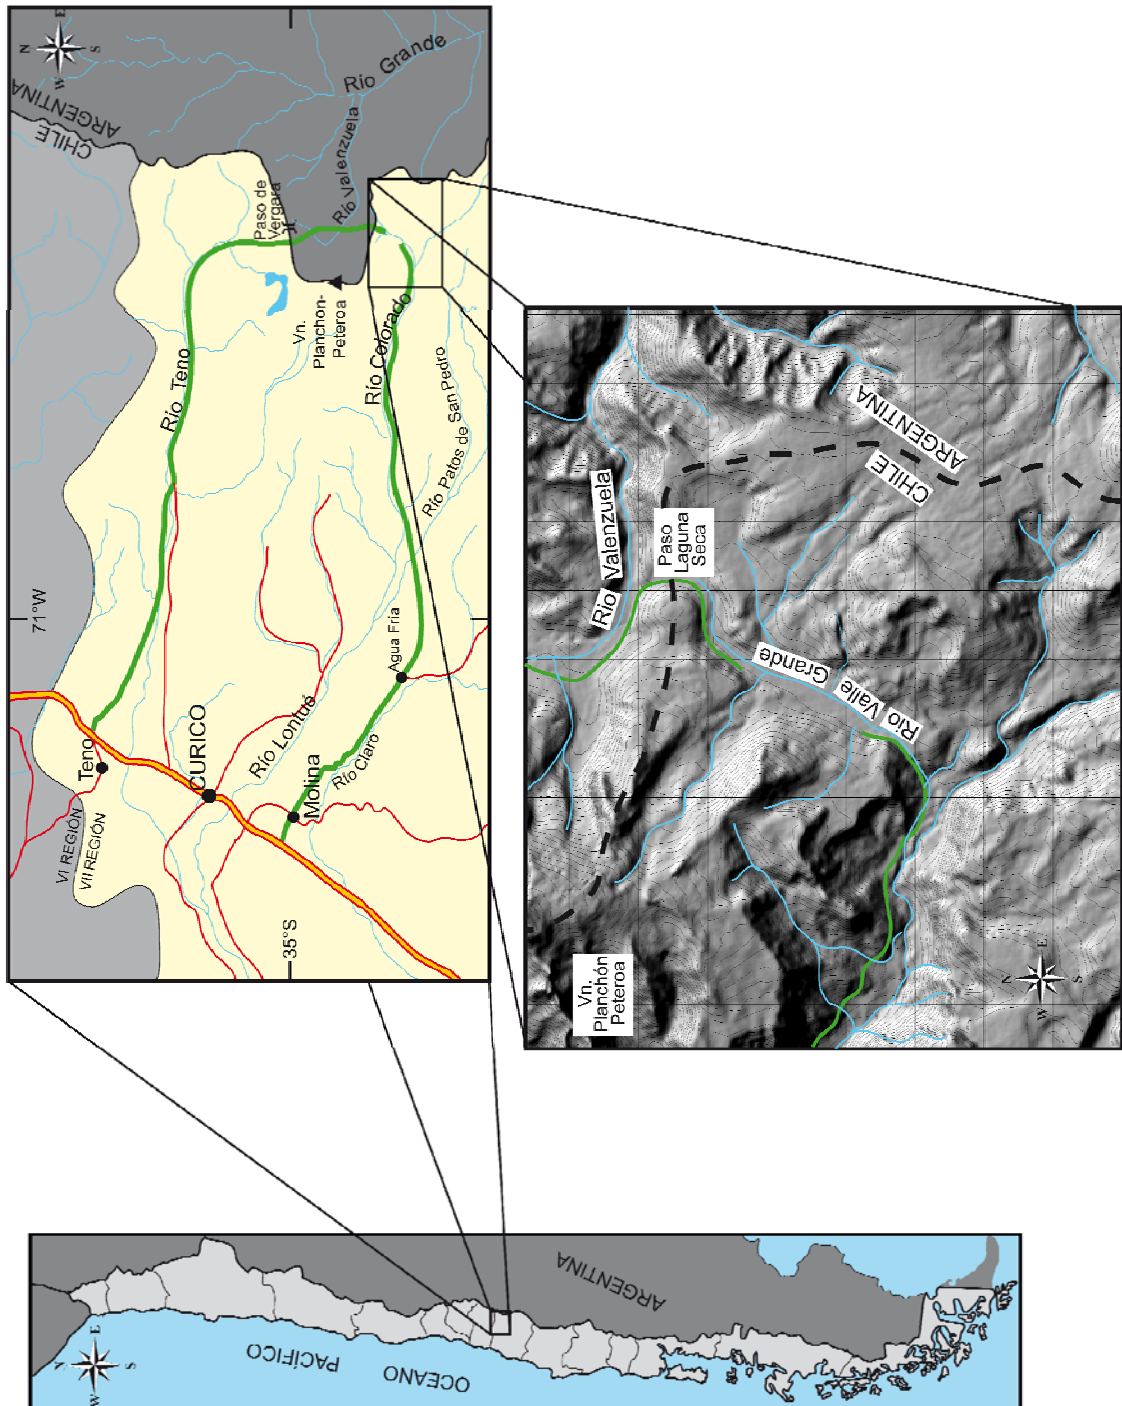 N
E
S
W
ARGENTINA
CHILE
Río Grande
Río Valenzuela
Paso de
Vergara
Vn.
Planchon-
Peteroa
Río Teno
Río Colorado
Río Patos de San Pedro
71°W
Agua Fria
Teno
CURICO
Río Lontué
Molina
Río Claro
VI REGIÓN
VII REGIÓN
35°S
ARGENTINA
CHILE
Río Valenzuela
Paso
Laguna
Seca
Río Valle Grande
Vn.
Planchón
Peteroa
N
E
S
W
ARGENTINA
OCEANO PACÍFICO
N
E
S
W